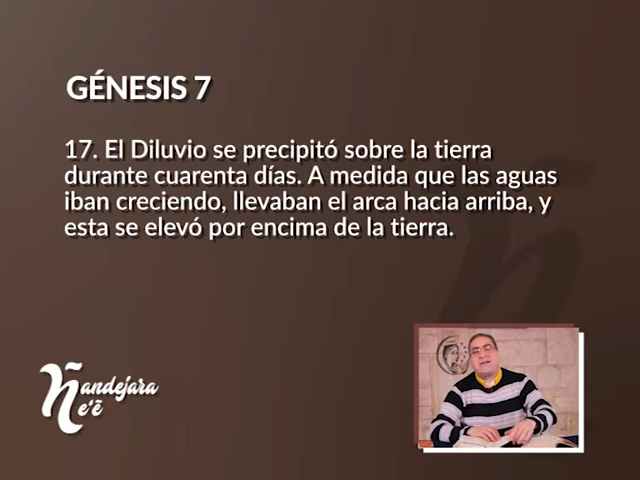 GÉNESIS 7
17. El Diluvio se precipitó sobre la tierra
durante cuarenta días. A medida que las aguas
iban creciendo, llevaban el arca hacia arriba, y
esta se elevó por encima de la tierra.
Ñandejara
Ñe'ẽ